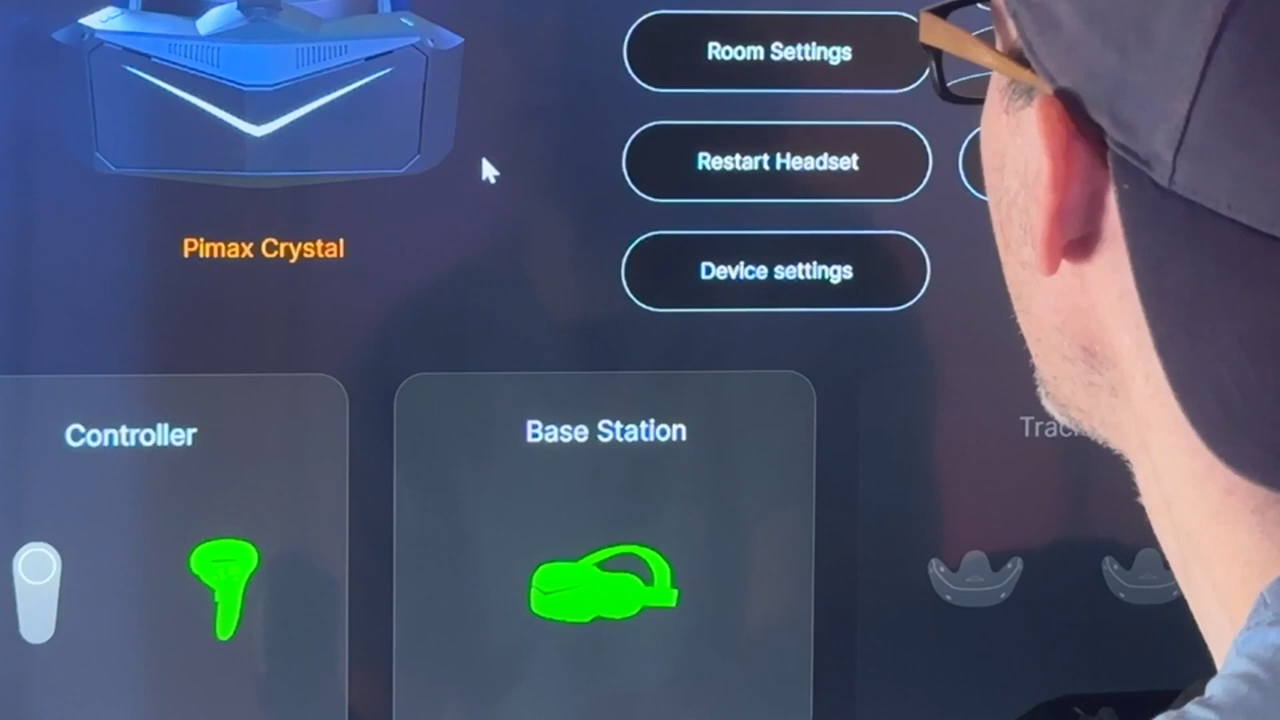 Room Settings
Restart Headset
Pimax Crystal
Device settings
Controller
Base Station